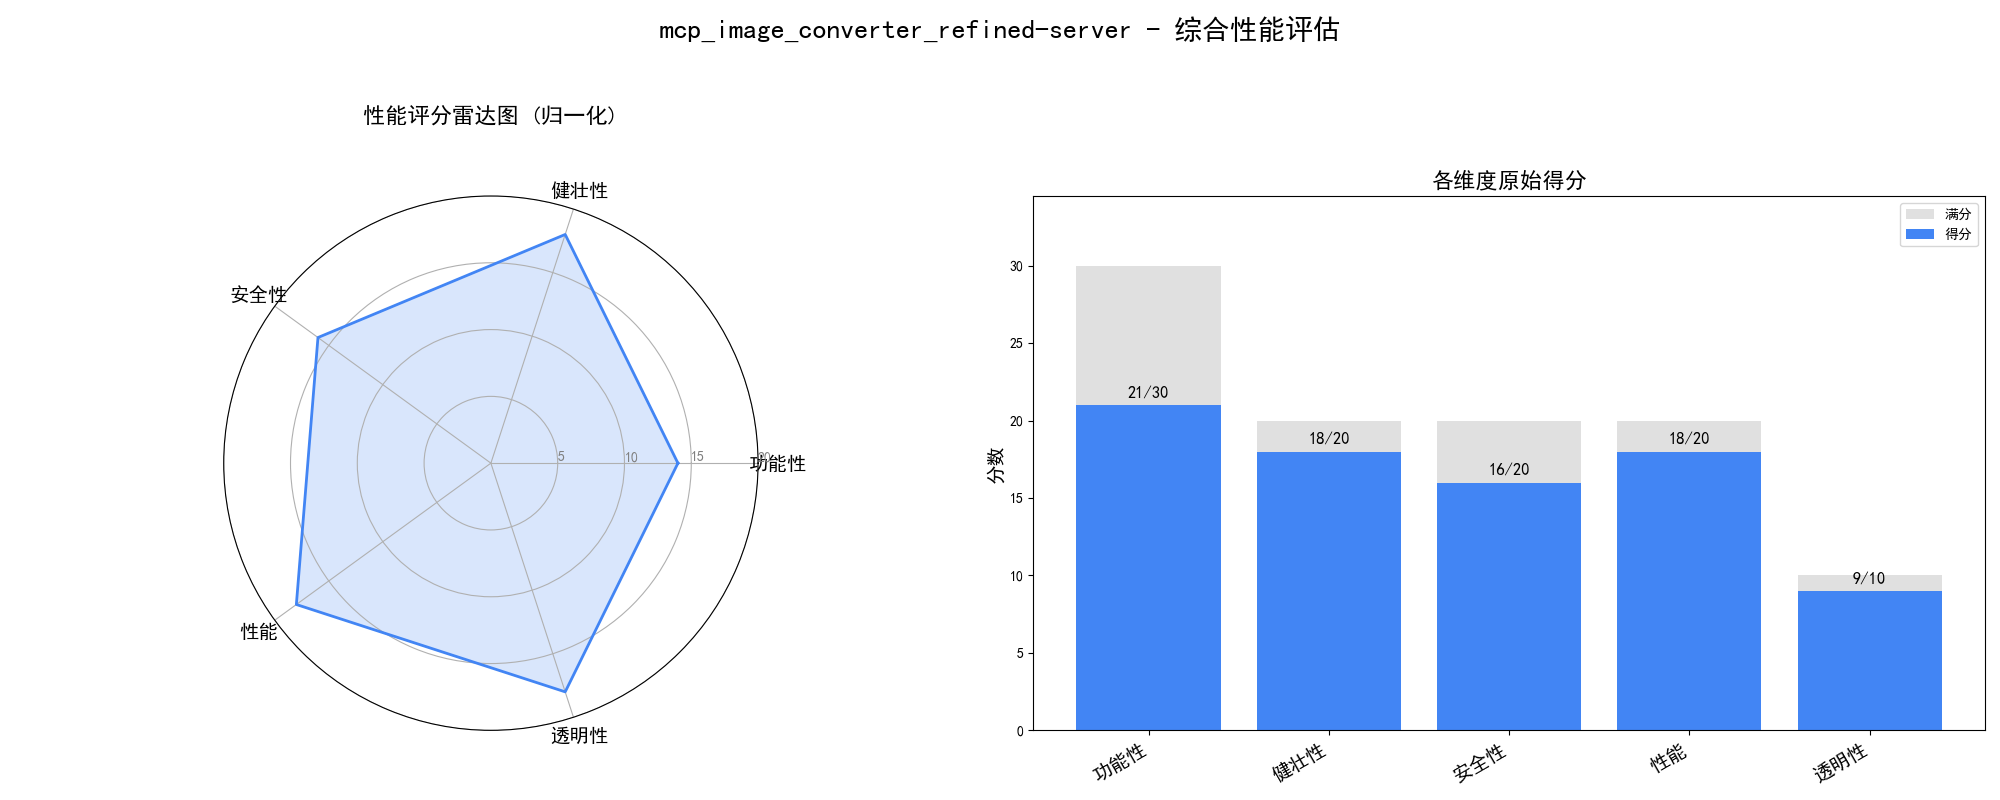 mcp_image_converter_refined-server - 综合性能评估
性能评分雷达图 (归一化)
健壮性
安全性
5
10
15
20
功能性
性能
透明性
各维度原始得分
满分
得分
分数
30
25
20
15
10
5
0
21/30
18/20
16/20
18/20
9/10
功能性
健壮性
安全性
性能
透明性